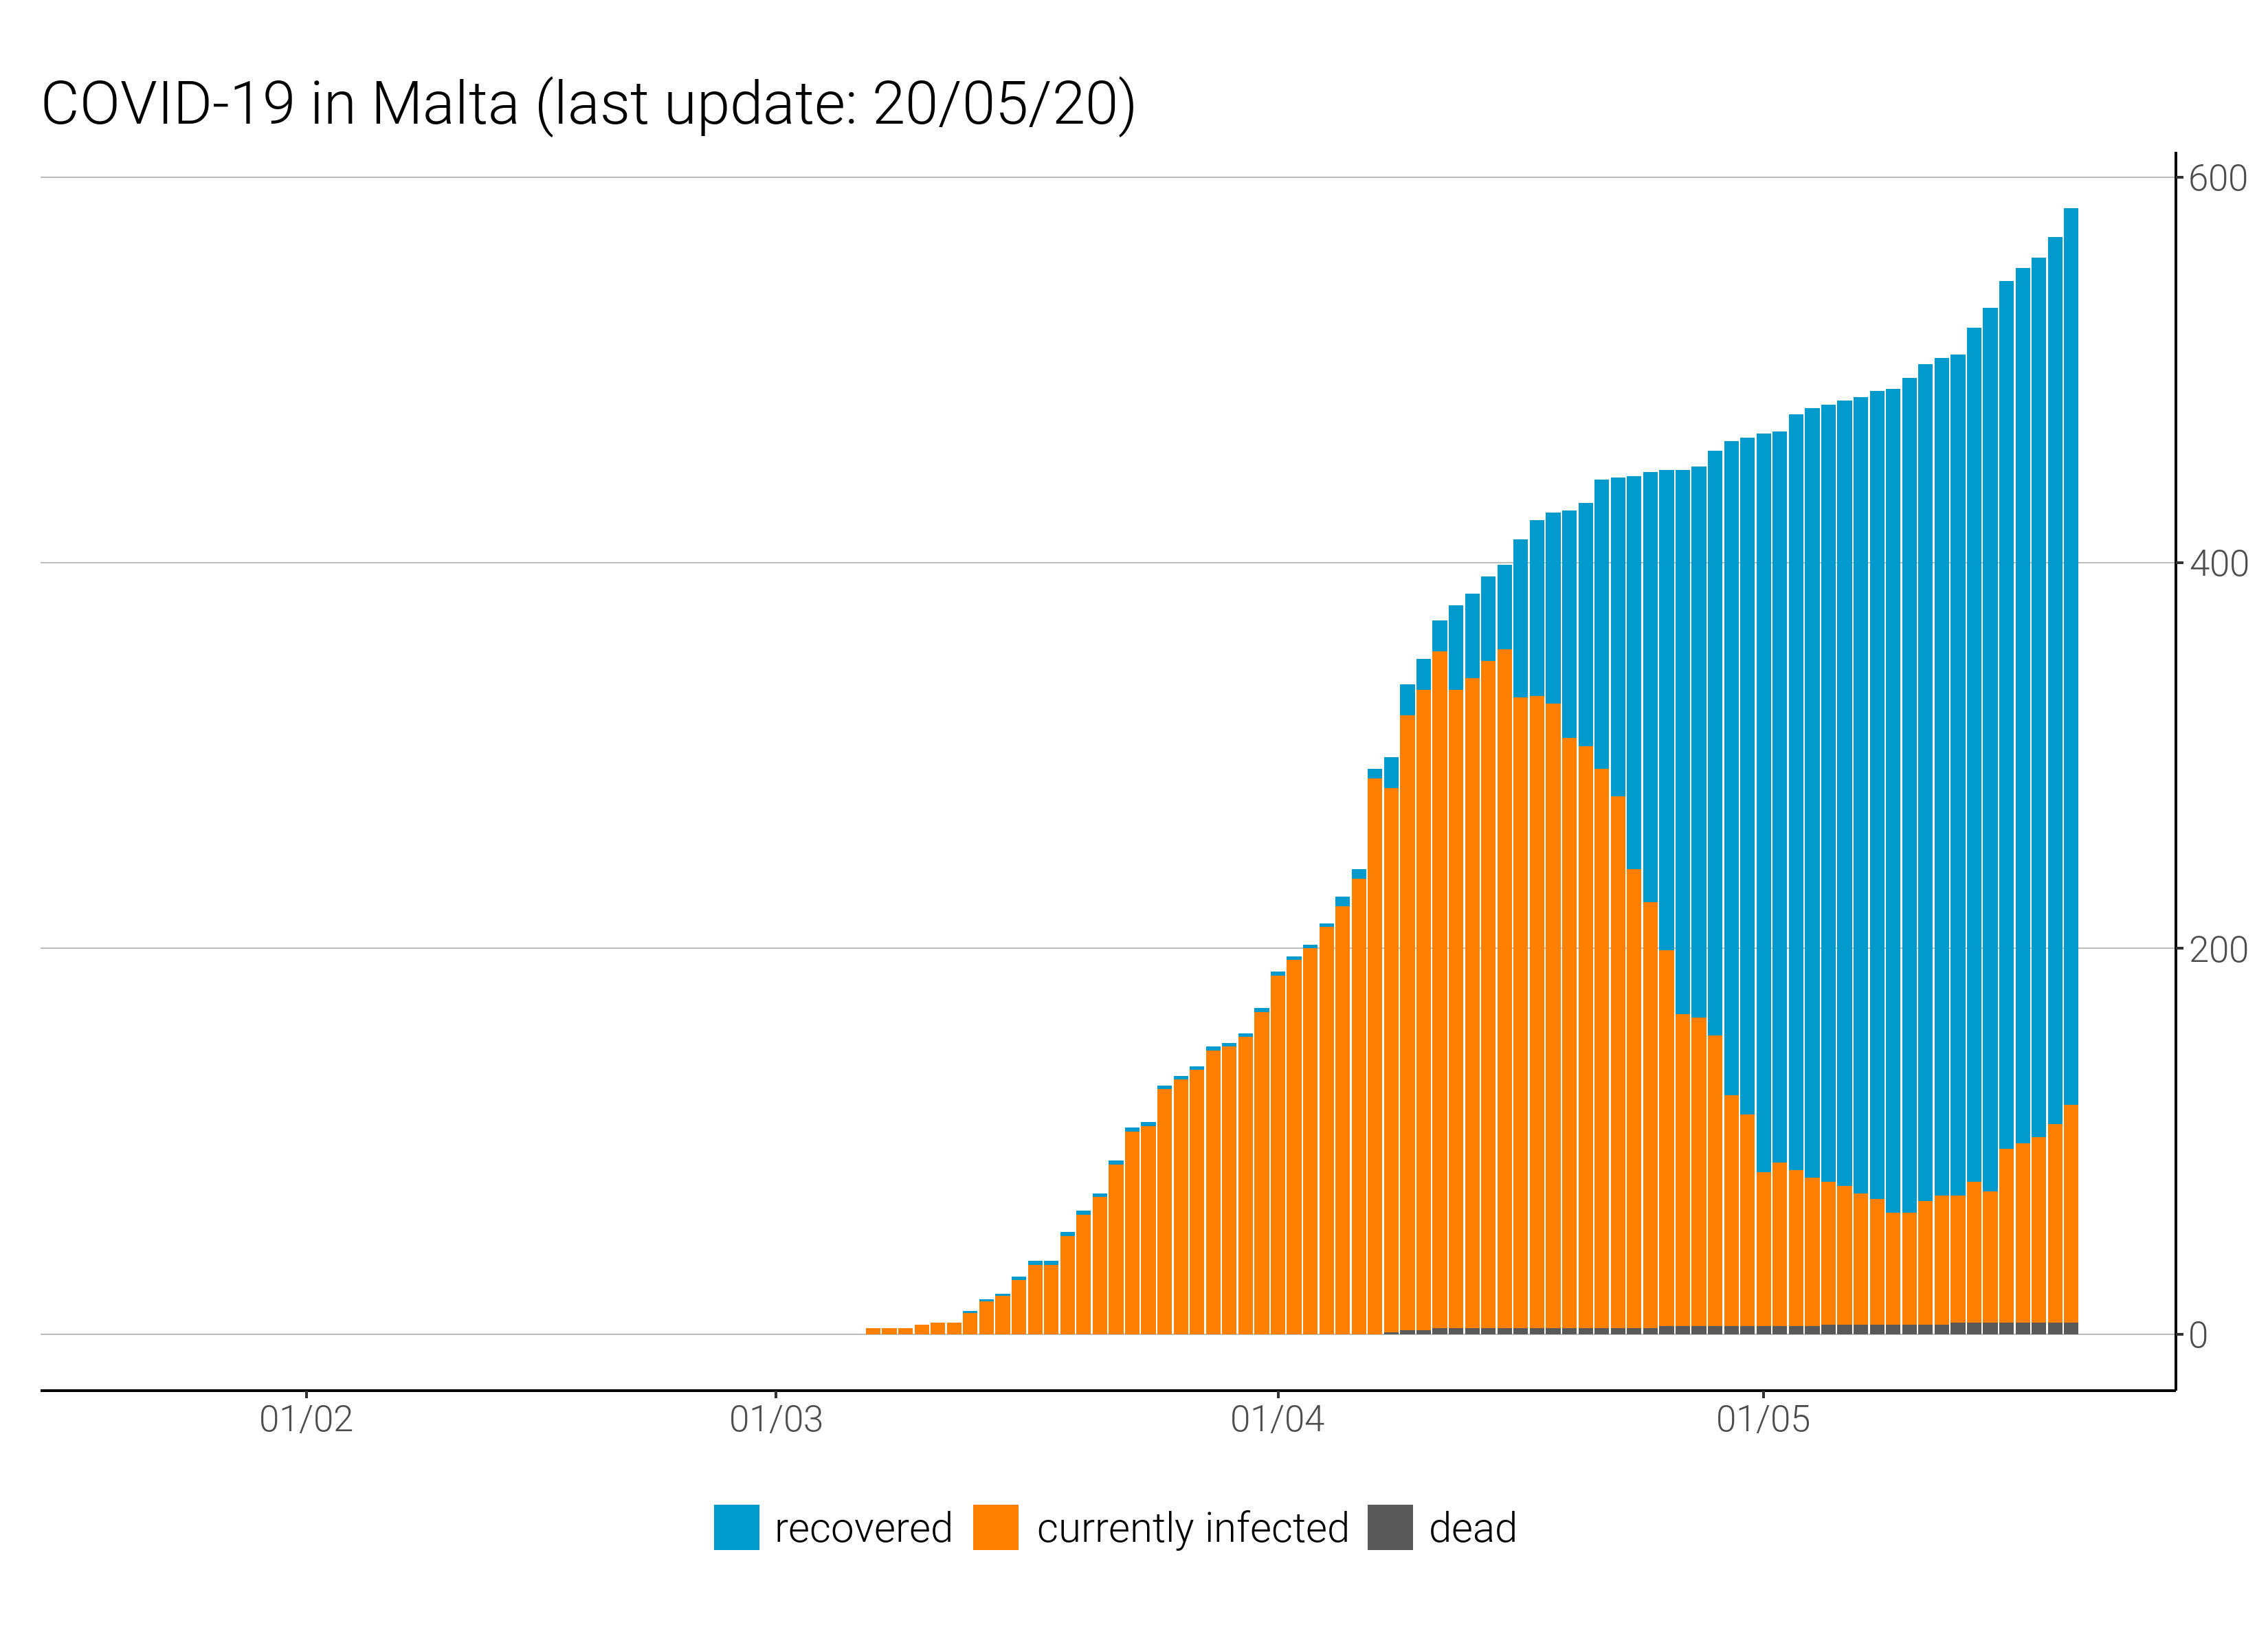 COVID-19 in Malta (last update: 20/05/20)
600
400
200
0
01/02 01/03 01/04 01/05
recovered currently infected dead